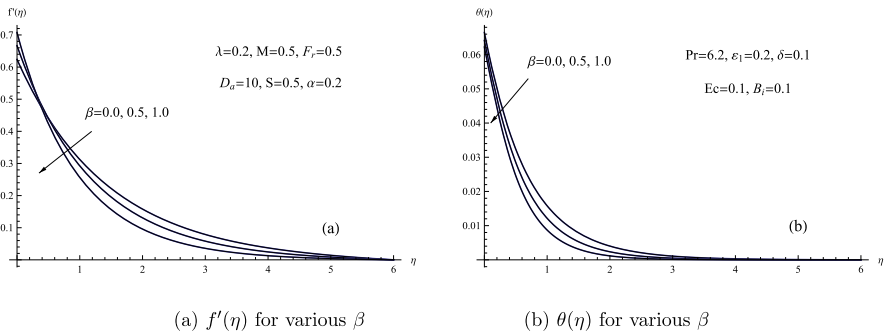 f'(η)
0.7
0.6
0.5
0.4
0.3
0.2
0.1
1 2 3 4 5 6 η
λ=0.2, M=0.5, Fr=0.5
Da=10, S=0.5, α=0.2
β=0.0, 0.5, 1.0
(a)
(a) f′(η) for various β
θ(η)
0.06
0.05
0.04
0.03
0.02
0.01
1 2 3 4 5 6 η
Pr=6.2, ε1=0.2, δ=0.1
Ec=0.1, Bi=0.1
β=0.0, 0.5, 1.0
(b)
(b) θ(η) for various β